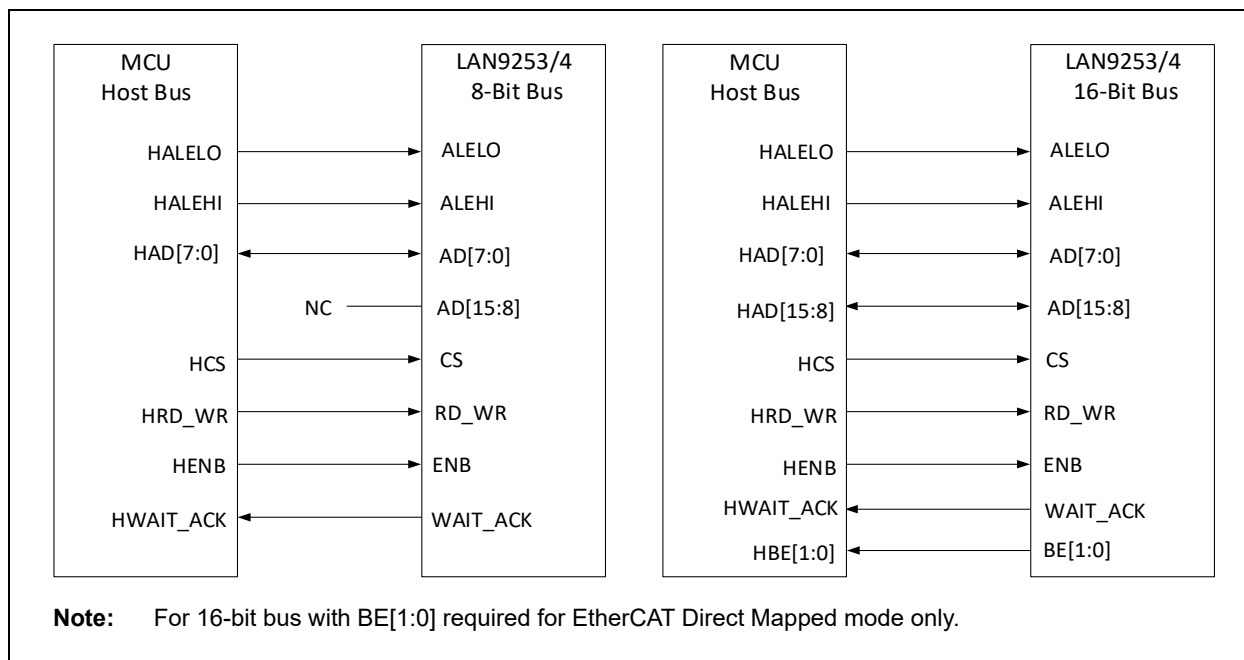 MCU
Host Bus
LAN9253/4
8-Bit Bus
HALELO
ALELO
HALEHI
ALEHI
HAD[7:0]
AD[7:0]
NC
AD[15:8]
HCS
CS
HRD_WR
RD_WR
HENB
ENB
HWAIT_ACK
WAIT_ACK
MCU
Host Bus
LAN9253/4
16-Bit Bus
HALELO
ALELO
HALEHI
ALEHI
HAD[7:0]
AD[7:0]
HAD[15:8]
AD[15:8]
HCS
CS
HRD_WR
RD_WR
HENB
ENB
HWAIT_ACK
WAIT_ACK
HBE[1:0]
BE[1:0]
Note: For 16-bit bus with BE[1:0] required for EtherCAT Direct Mapped mode only.